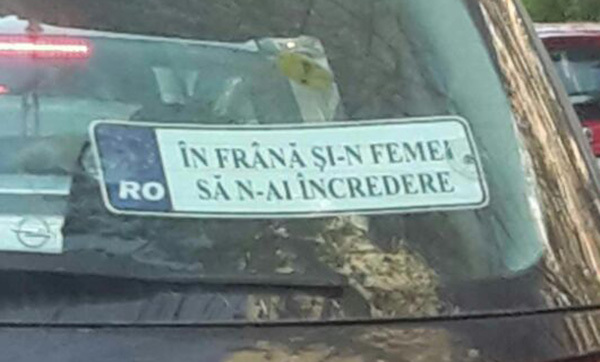 RO
ÎN FRÂNĂ ȘI-N FEMEI
SĂ N-AI ÎNCREDERE